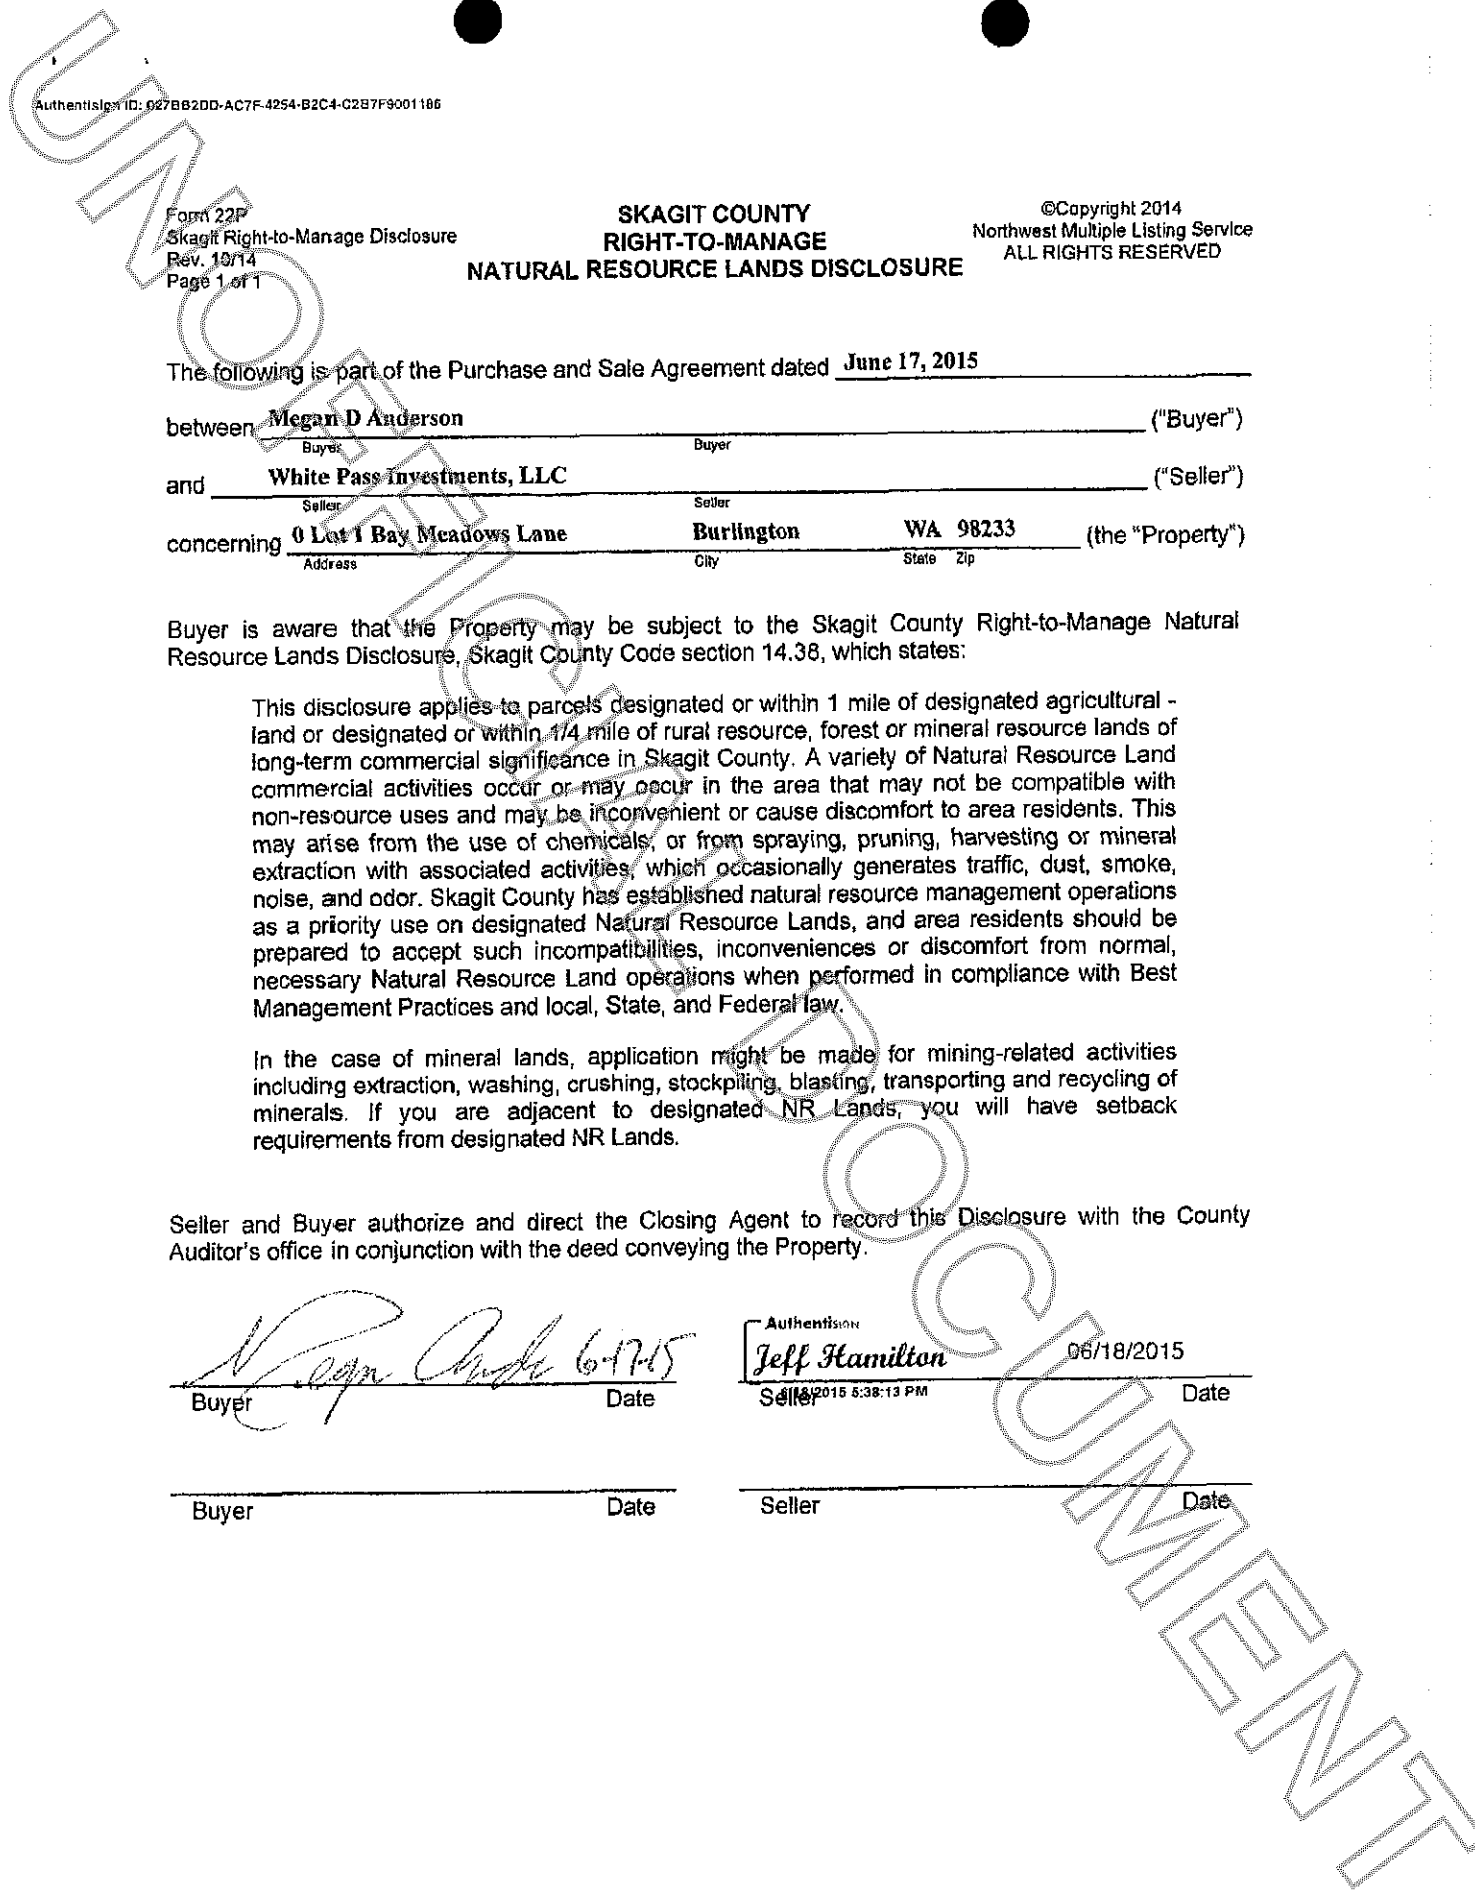 Authentisign ID: 027BB2DD-AC7F-4254-B2C4-C2B7F9001186
Form 22P
Skagit Right-to-Manage Disclosure
Rev. 10/14
Page 1 of 1
SKAGIT COUNTY
RIGHT-TO-MANAGE
NATURAL RESOURCE LANDS DISCLOSURE
©Copyright 2014
Northwest Multiple Listing Service
ALL RIGHTS RESERVED
The following is part of the Purchase and Sale Agreement dated June 17, 2015
between Megan D Anderson ("Buyer")
Buyer Buyer
and White Pass Investments, LLC ("Seller")
Seller Seller
concerning 0 Lot 1 Bay Meadows Lane Burlington WA 98233 (the "Property")
Address City State Zip
Buyer is aware that the Property may be subject to the Skagit County Right-to-Manage Natural
Resource Lands Disclosure, Skagit County Code section 14.38, which states:
This disclosure applies to parcels designated or within 1 mile of designated agricultural -
land or designated or within 1/4 mile of rural resource, forest or mineral resource lands of
long-term commercial significance in Skagit County. A variety of Natural Resource Land
commercial activities occur or may occur in the area that may not be compatible with
non-resource uses and may be inconvenient or cause discomfort to area residents. This
may arise from the use of chemicals, or from spraying, pruning, harvesting or mineral
extraction with associated activities, which occasionally generates traffic, dust, smoke,
noise, and odor. Skagit County has established natural resource management operations
as a priority use on designated Natural Resource Lands, and area residents should be
prepared to accept such incompatibilities, inconveniences or discomfort from normal,
necessary Natural Resource Land operations when performed in compliance with Best
Management Practices and local, State, and Federal law.
In the case of mineral lands, application might be made for mining-related activities
including extraction, washing, crushing, stockpiling, blasting, transporting and recycling of
minerals. If you are adjacent to designated NR Lands, you will have setback
requirements from designated NR Lands.
Seller and Buyer authorize and direct the Closing Agent to record this Disclosure with the County
Auditor's office in conjunction with the deed conveying the Property.
Authentisign
Megan Ande 6-17-15 Jeff Hamilton 06/18/2015
Buyer Date Seller 6/18/2015 5:38:13 PM Date
Buyer Date Seller Date
UNOFFICIAL DOCUMENT